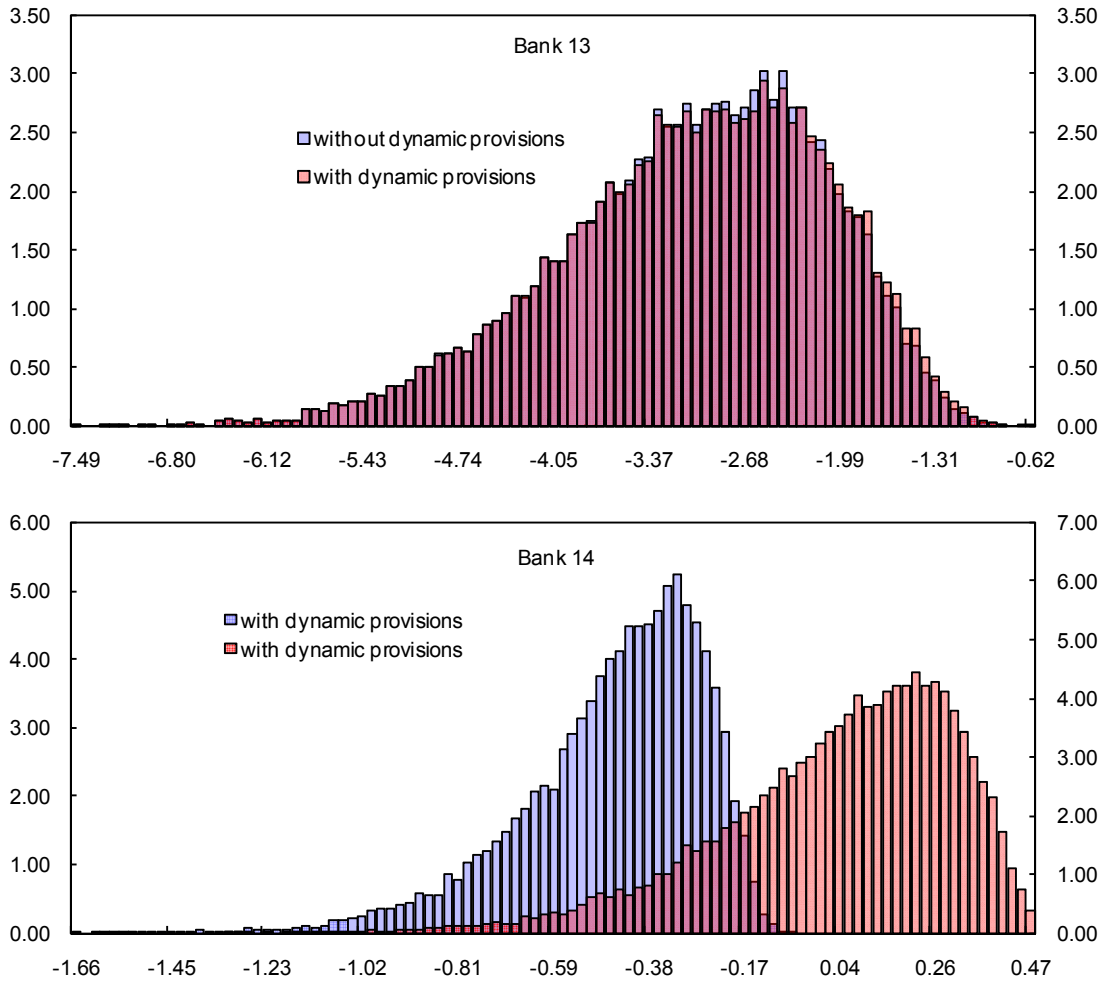 3.50 3.50
Bank 13
3.00 3.00
2.50 2.50
without dynamic provisions
with dynamic provisions
2.00 2.00
1.50 1.50
1.00 1.00
0.50 0.50
0.00 0.00
-7.49 -6.80 -6.12 -5.43 -4.74 -4.05 -3.37 -2.68 -1.99 -1.31 -0.62
6.00 7.00
Bank 14
5.00 6.00
with dynamic provisions
with dynamic provisions
5.00
4.00
4.00
3.00
3.00
2.00
2.00
1.00 1.00
0.00 0.00
-1.66 -1.45 -1.23 -1.02 -0.81 -0.59 -0.38 -0.17 0.04 0.26 0.47